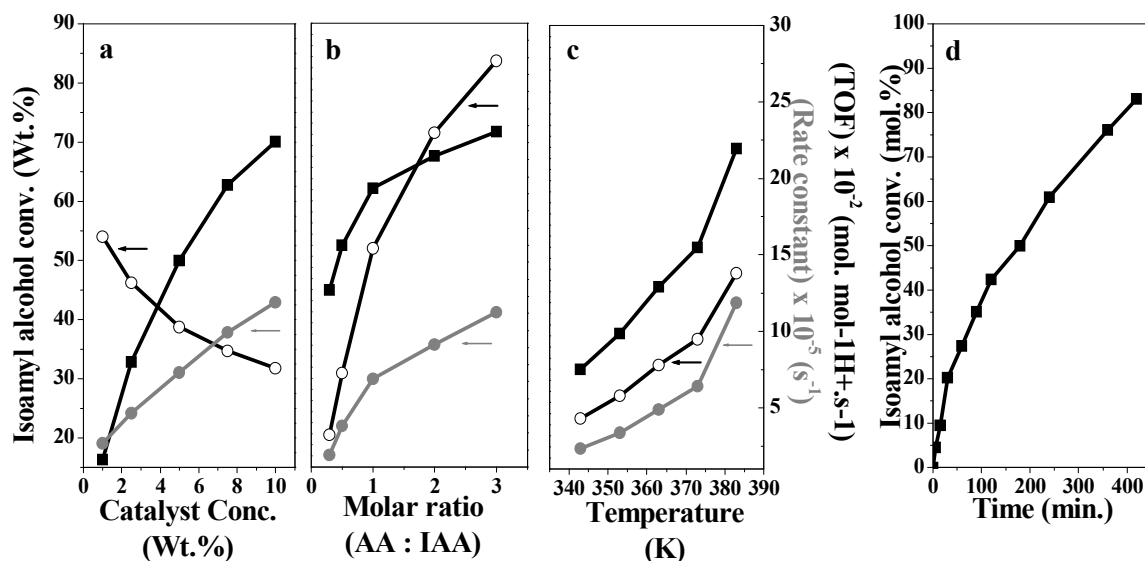 a
b
c
d
Isoamyl alcohol conv. (Wt.%)
90
80
70
60
50
40
30
20
0 2 4 6 8 10
Catalyst Conc.
(Wt.%)
0 1 2 3
Molar ratio
(AA : IAA)
340 350 360 370 380 390
Temperature
(K)
30
25
20
15
10
5
(Rate constant) x 10-5 (s-1)
(TOF) x 10-2 (mol. mol-1H+.s-1)
Isoamyl alcohol conv. (mol.%)
100
90
80
70
60
50
40
30
20
10
0
0 100 200 300 400
Time (min.)